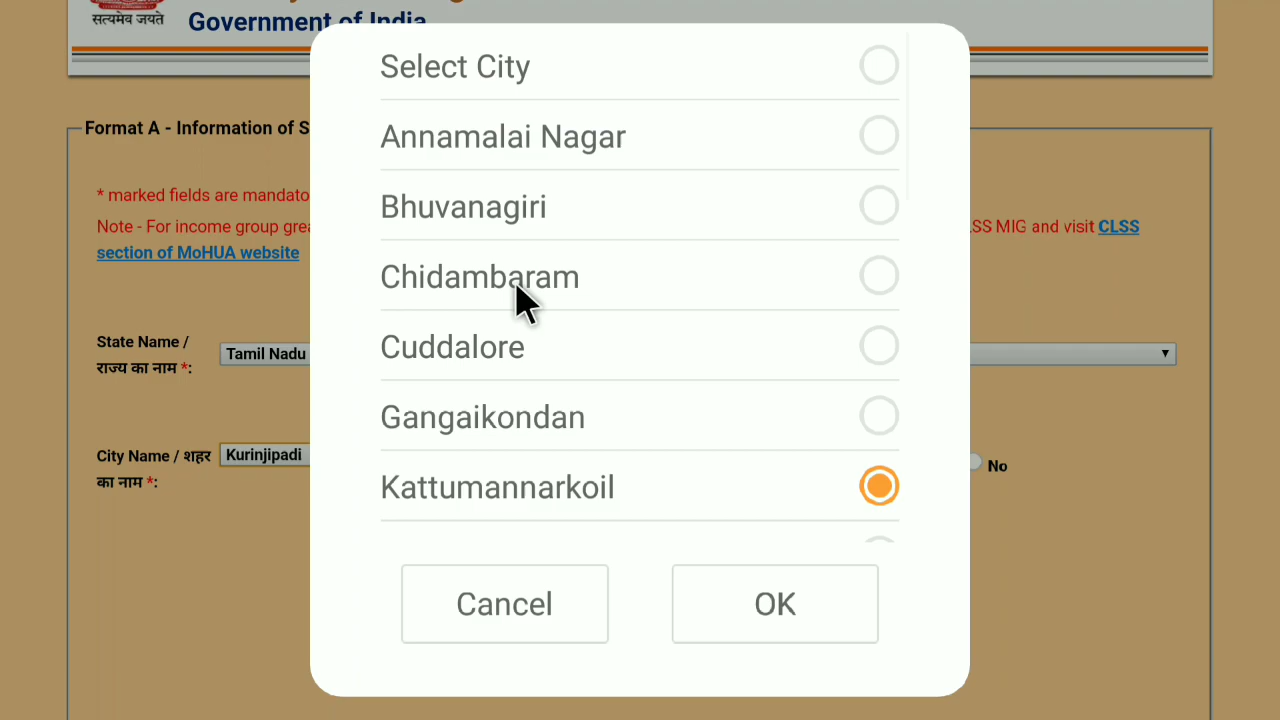 सत्यमेव जयते
Government of India
Format A - Information of S
* marked fields are mandato
Note - For income group gre
SS MIG and visit CLSS
section of MoHUA website
State Name /
राज्य का नाम *:
Tamil Nadu
City Name / शहर
का नाम *:
Kurinjipadi
No
Select City
Annamalai Nagar
Bhuvanagiri
Chidambaram
Cuddalore
Gangaikondan
Kattumannarkoil
Cancel
OK